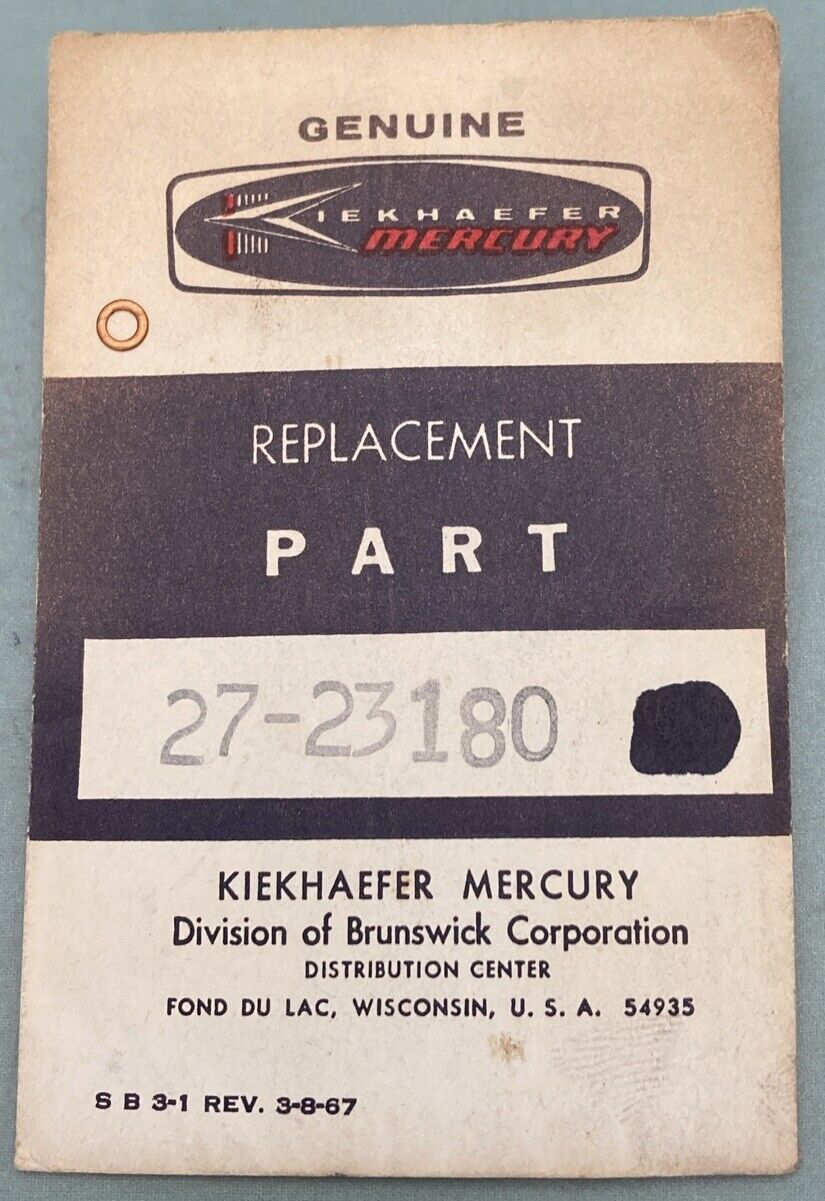 GENUINE
KIEKHAEFER
MERCURY
REPLACEMENT
PART
27-23180
KIEKHAEFER MERCURY
Division of Brunswick Corporation
DISTRIBUTION CENTER
FOND DU LAC, WISCONSIN, U. S. A. 54935
S B 3-1 REV. 3-8-67